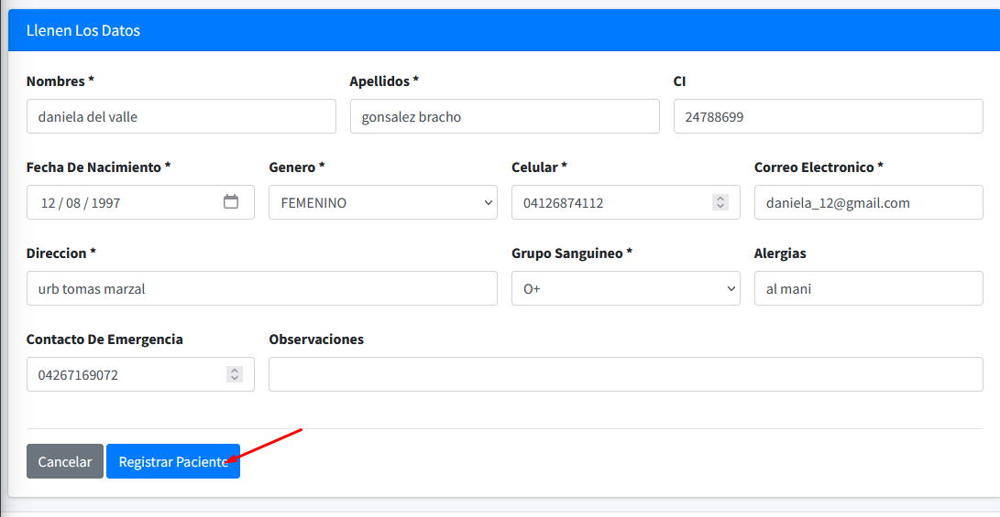 Llenen Los Datos
Nombres * Apellidos * CI
daniela del valle gonsalez bracho 24788699
Fecha De Nacimiento * Genero * Celular * Correo Electronico *
12 / 08 / 1997 FEMENINO 04126874112 daniela_12@gmail.com
Direccion * Grupo Sanguineo * Alergias
urb tomas marzal O+ al mani
Contacto De Emergencia Observaciones
04267169072
Cancelar Registrar Paciente